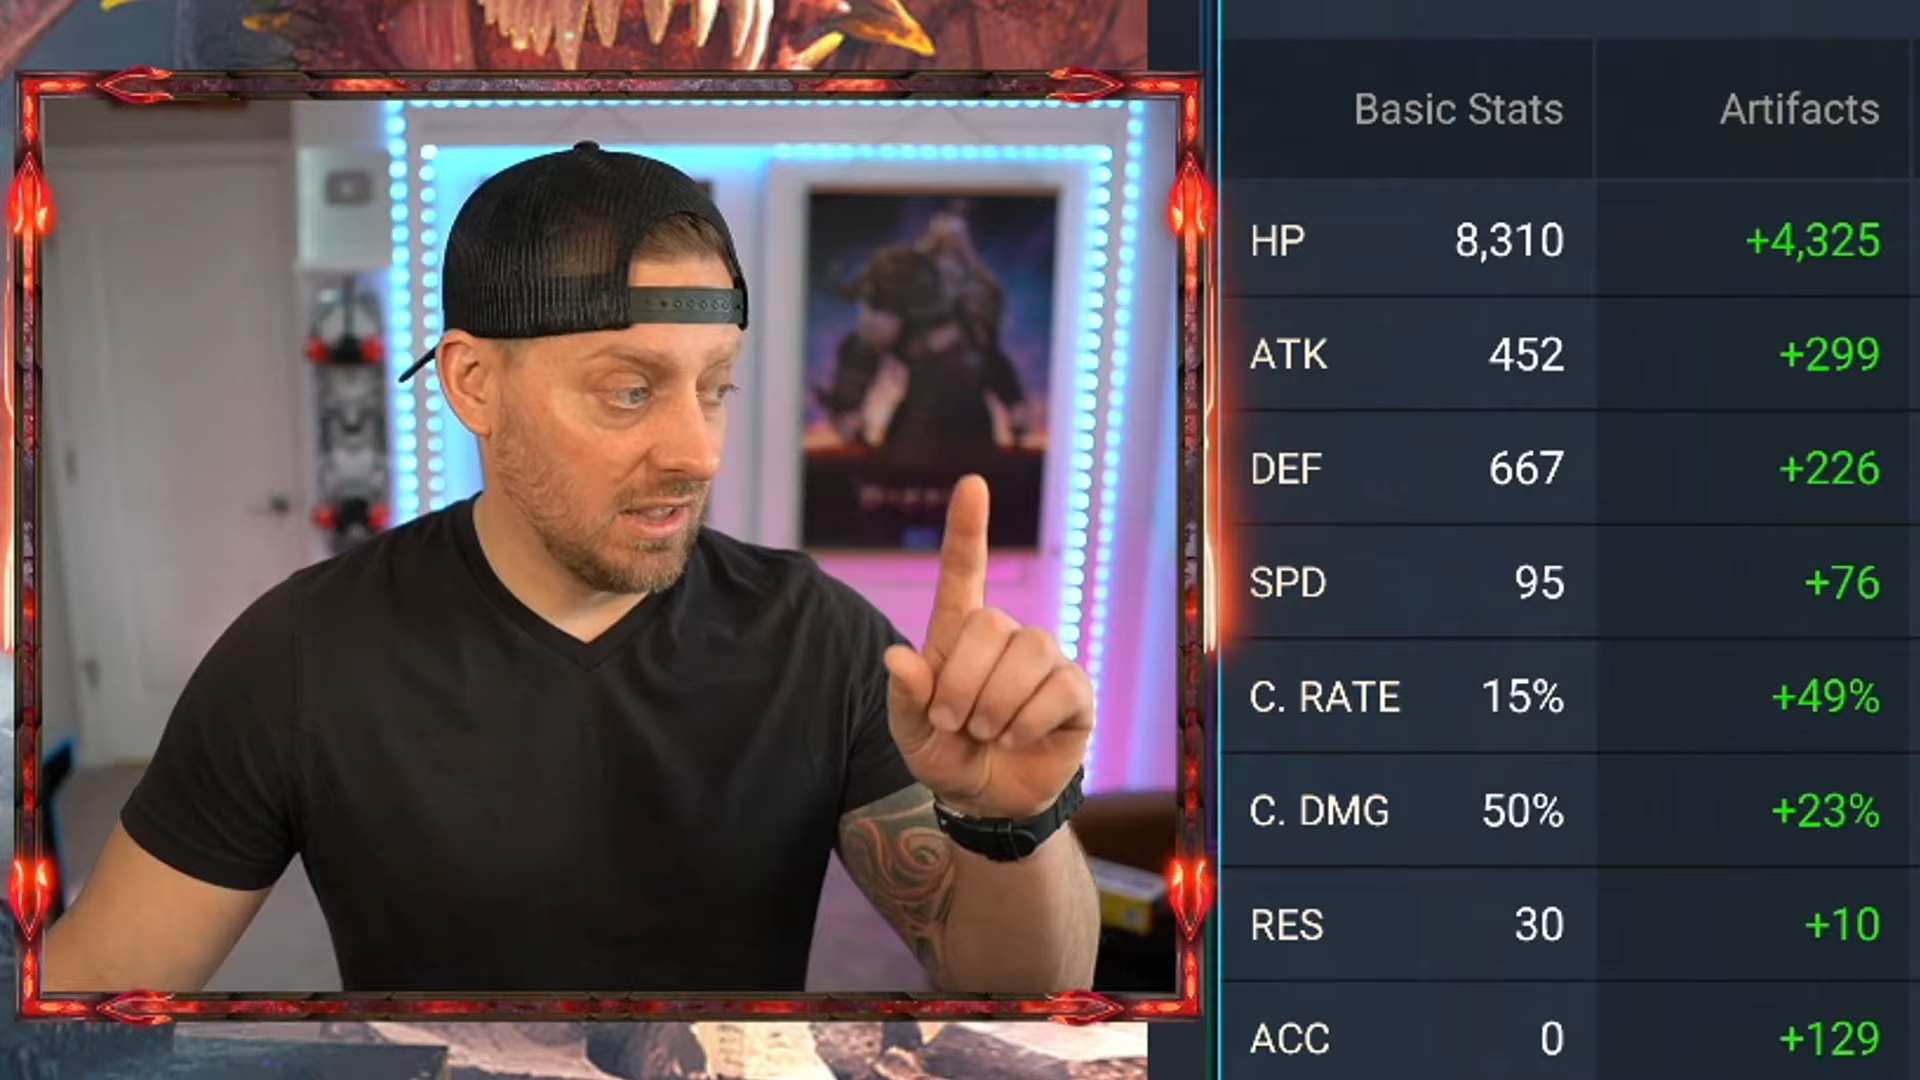 Basic Stats Artifacts
HP 8,310 +4,325
ATK 452 +299
DEF 667 +226
SPD 95 +76
C. RATE 15% +49%
C. DMG 50% +23%
RES 30 +10
ACC 0 +129